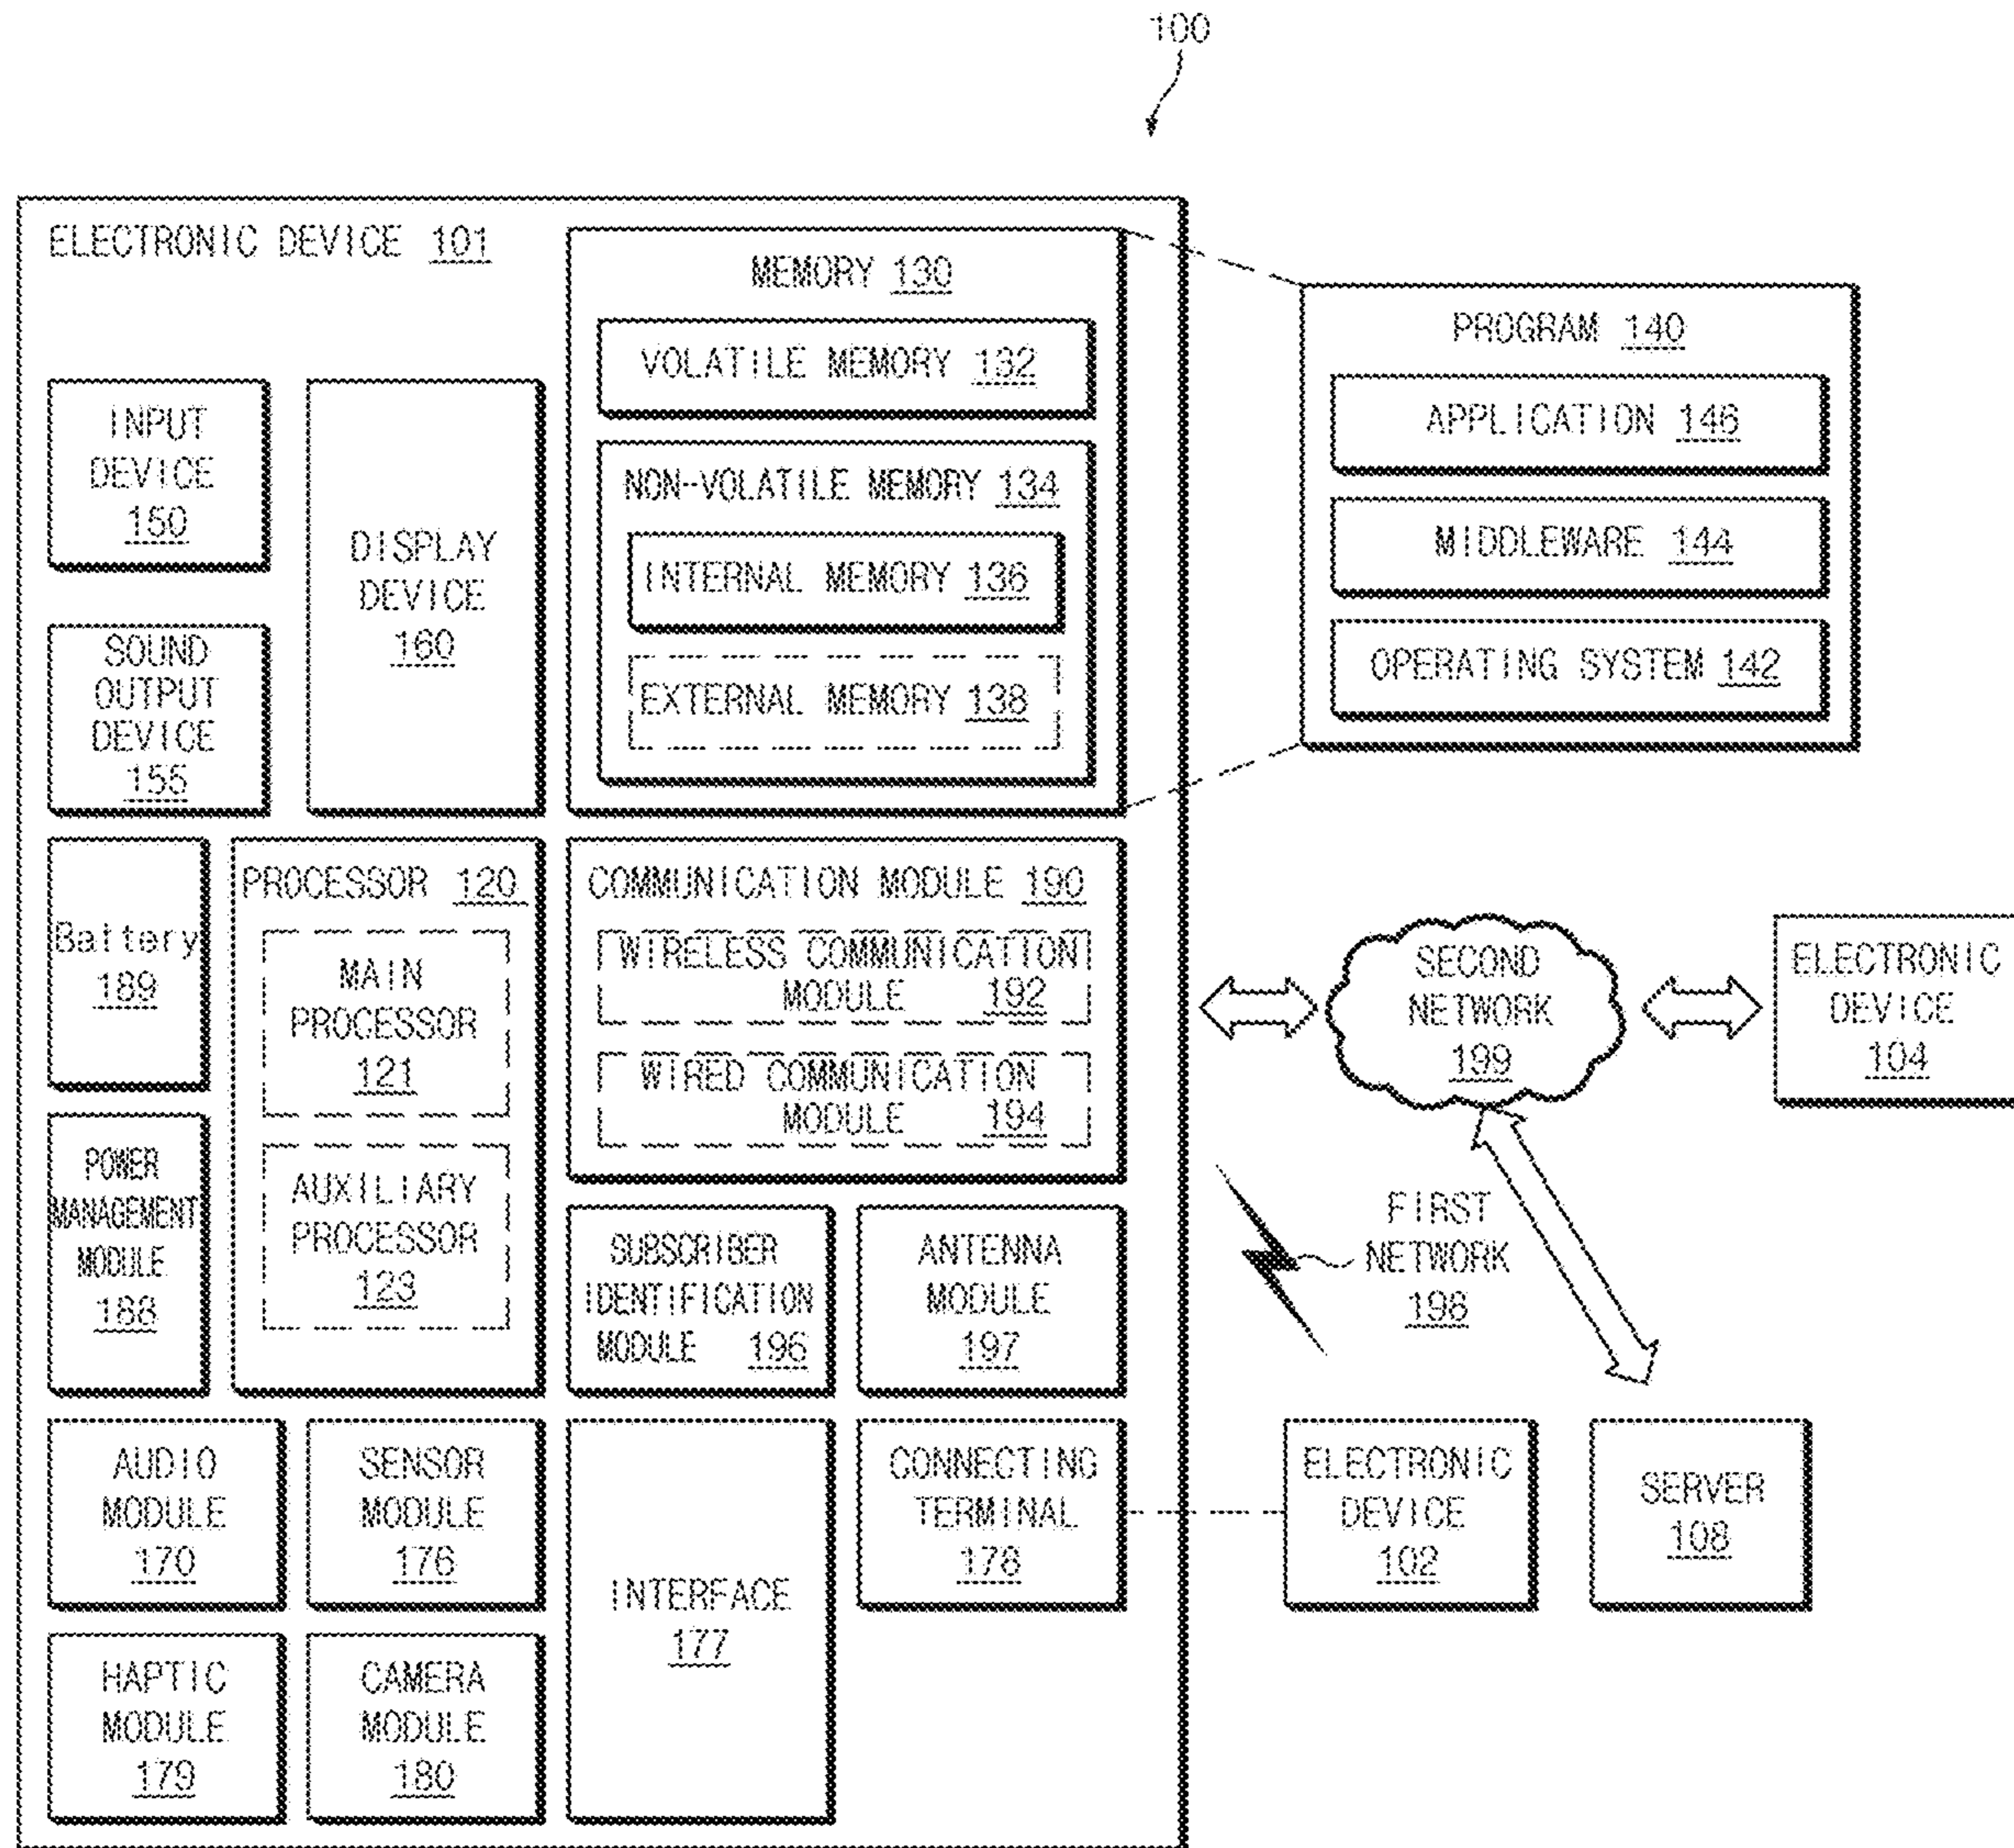 100
ELECTRONIC DEVICE 101
MEMORY 130
VOLATILE MEMORY 132
NON-VOLATILE MEMORY 134
INTERNAL MEMORY 136
EXTERNAL MEMORY 138
PROGRAM 140
APPLICATION 146
MIDDLEWARE 144
OPERATING SYSTEM 142
INPUT
DEVICE
150
DISPLAY
DEVICE
160
SOUND
OUTPUT
DEVICE
155
Battery
189
PROCESSOR 120
MAIN
PROCESSOR
121
AUXILIARY
PROCESSOR
123
POWER
MANAGEMENT
MODULE
188
COMMUNICATION MODULE 190
WIRELESS COMMUNICATION
MODULE 192
WIRED COMMUNICATION
MODULE 194
SUBSCRIBER
IDENTIFICATION
MODULE 196
ANTENNA
MODULE
197
SECOND
NETWORK
199
ELECTRONIC
DEVICE
104
FIRST
NETWORK
198
AUDIO
MODULE
170
SENSOR
MODULE
176
INTERFACE
177
CONNECTING
TERMINAL
178
ELECTRONIC
DEVICE
102
SERVER
108
HAPTIC
MODULE
179
CAMERA
MODULE
180